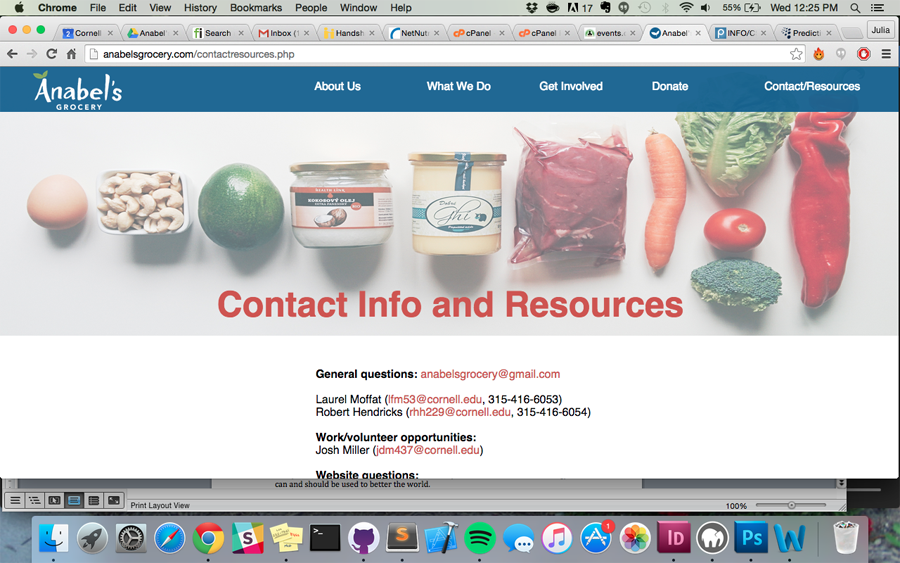 Chrome File Edit View History Bookmarks People Window Help 17 55% Wed 12:25 PM
Cornell Anabel Search Inbox (1 Handsh NetNut cPanel cPanel events. Anabel' INFO/C Predicti Julia
anabelsgrocery.com/contactresources.php
Anabel's
GROCERY
About Us What We Do Get Involved Donate Contact/Resources
HEALTH LINK
KOKOSOVÝ OLEJ
Ghi
Contact Info and Resources
General questions: anabelsgrocery@gmail.com
Laurel Moffat (lfm53@cornell.edu, 315-416-6053)
Robert Hendricks (rhh229@cornell.edu, 315-416-6054)
Work/volunteer opportunities:
Josh Miller (jdm437@cornell.edu)
Website questions:
can and should be used to better the world.
Print Layout View 100%
1
Id Ps